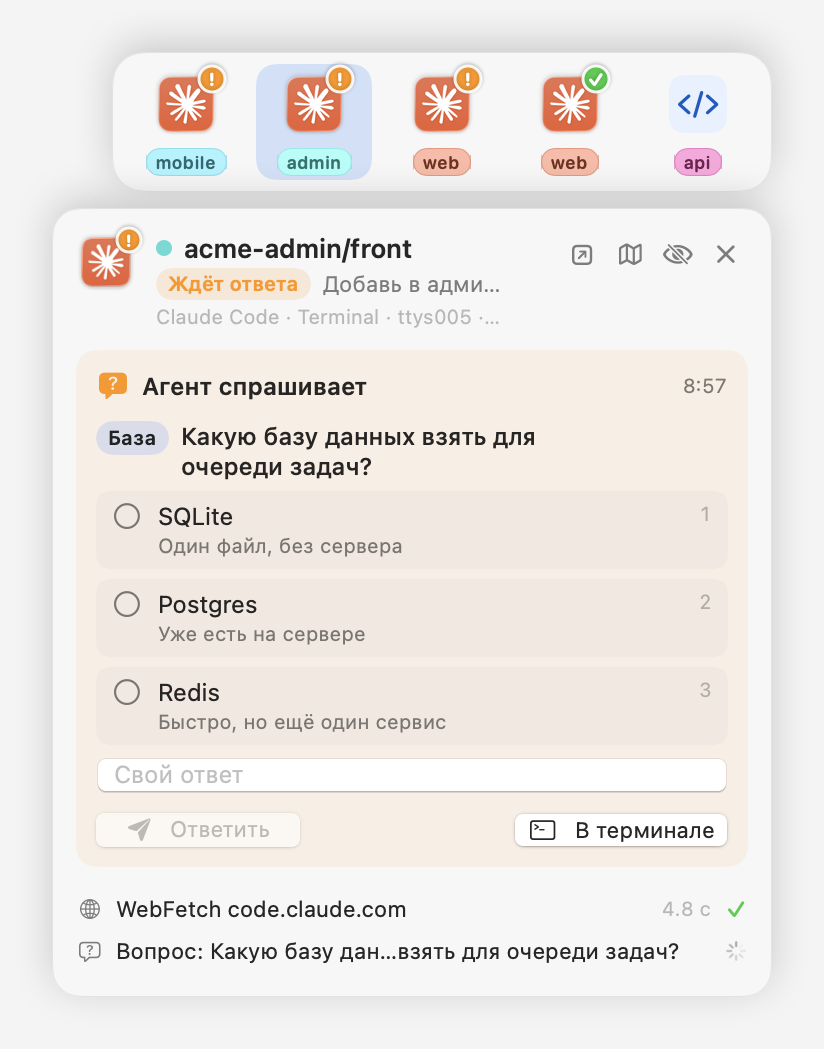 mobile admin web web api
acme-admin/front
Ждёт ответа Добавь в адми...
Claude Code · Terminal · ttys005 ·...
Агент спрашивает 8:57
База Какую базу данных взять для
очереди задач?
SQLite 1
Один файл, без сервера
Postgres 2
Уже есть на сервере
Redis 3
Быстро, но ещё один сервис
Свой ответ
Ответить В терминале
WebFetch code.claude.com 4.8 с
Вопрос: Какую базу дан...взять для очереди задач?